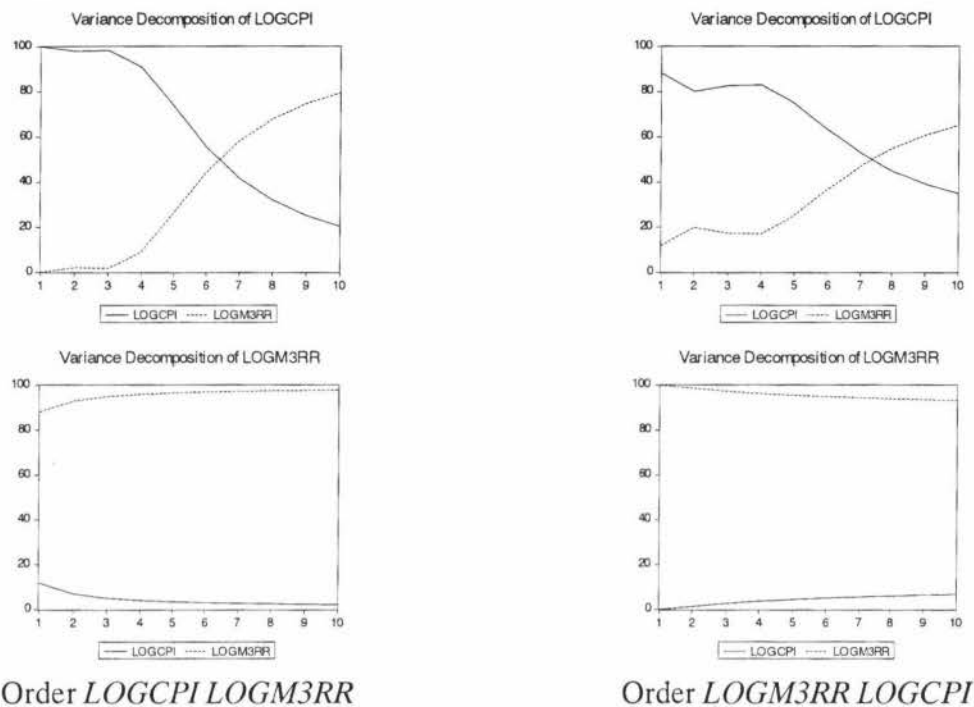 Variance Decomposition of LOGCPI
100
80
60
40
20
0
1 2 3 4 5 6 7 8 9 10
LOGCPI LOGM3RR
Variance Decomposition of LOGCPI
100
80
60
40
20
0
1 2 3 4 5 6 7 8 9 10
LOGCPI LOGM3RR
Variance Decomposition of LOGM3RR
100
80
60
40
20
0
1 2 3 4 5 6 7 8 9 10
LOGCPI LOGM3RR
Variance Decomposition of LOGM3RR
100
80
60
40
20
0
1 2 3 4 5 6 7 8 9 10
LOGCPI LOGM3RR
Order LOGCPI LOGM3RR
Order LOGM3RR LOGCPI